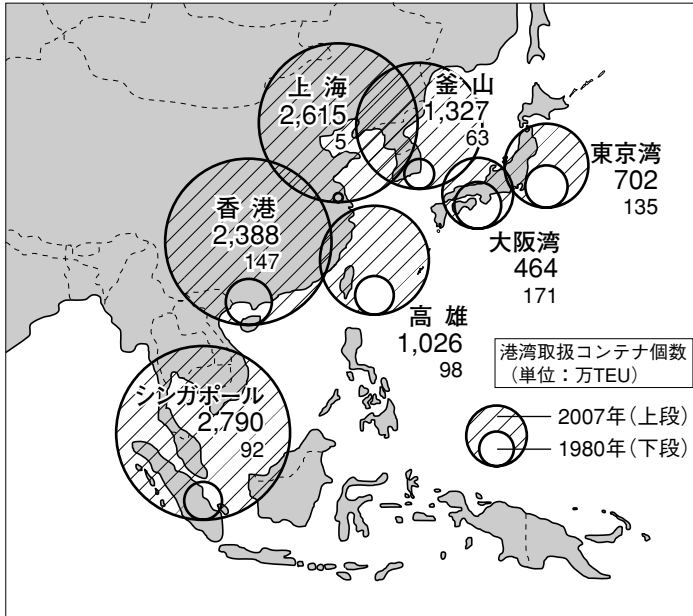 上海
2,615
5
釜山
1,327
63
東京湾
702
135
香港
2,388
147
大阪湾
464
171
高雄
1,026
98
シンガポール
2,790
92
港湾取扱コンテナ個数
（単位：万TEU）
2007年（上段）
1980年（下段）